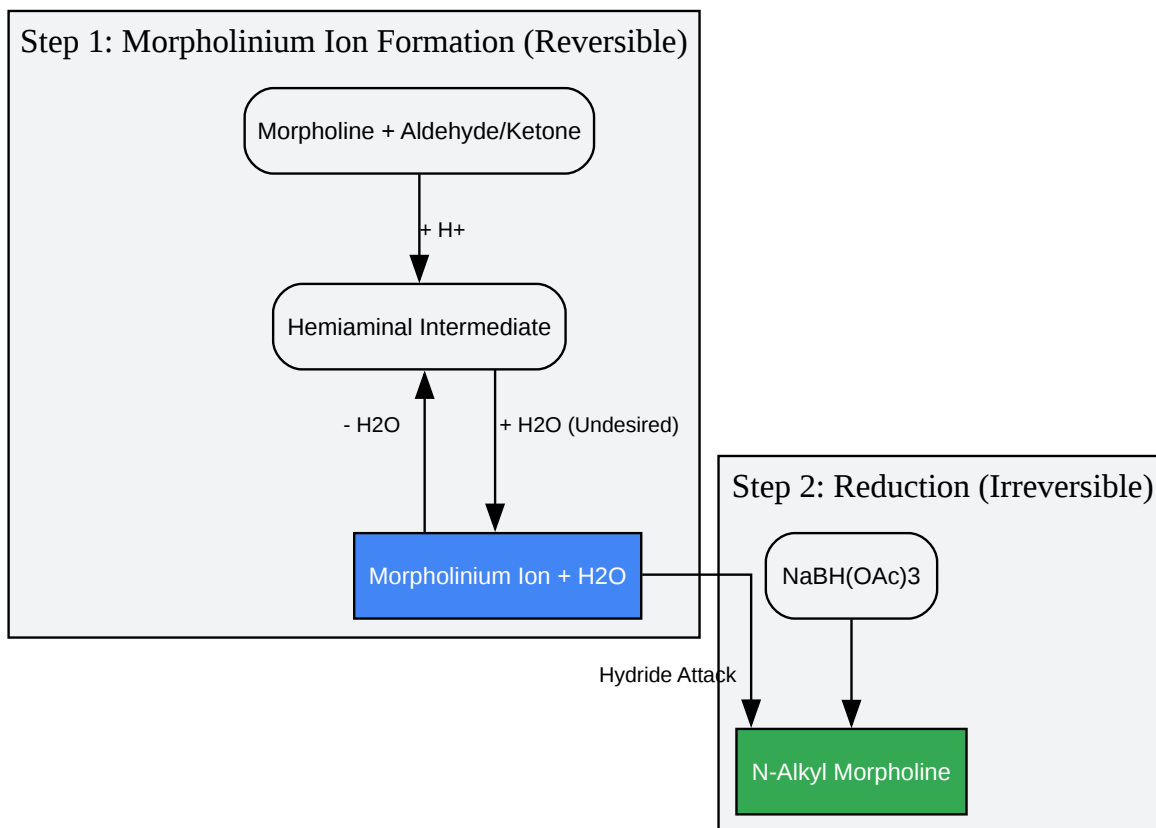 Step 1: Morpholinium Ion Formation (Reversible)
Morpholine + Aldehyde/Ketone
+ H+
Hemiaminal Intermediate
- H2O
+ H2O (Undesired)
Morpholinium Ion + H2O
Step 2: Reduction (Irreversible)
NaBH(OAc)3
Hydride Attack
N-Alkyl Morpholine